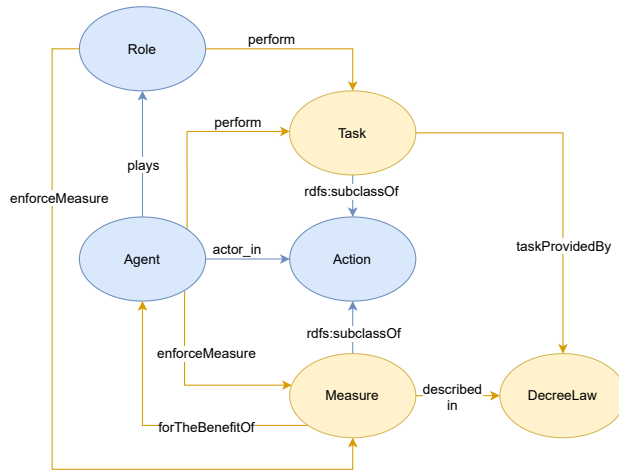 perform
Role
perform
Task
plays
rdfs:subclassOf
enforceMeasure
actor_in
taskProvidedBy
Agent
Action
rdfs:subclassOf
enforceMeasure
described
in
Measure
DecreeLaw
forTheBenefitOf